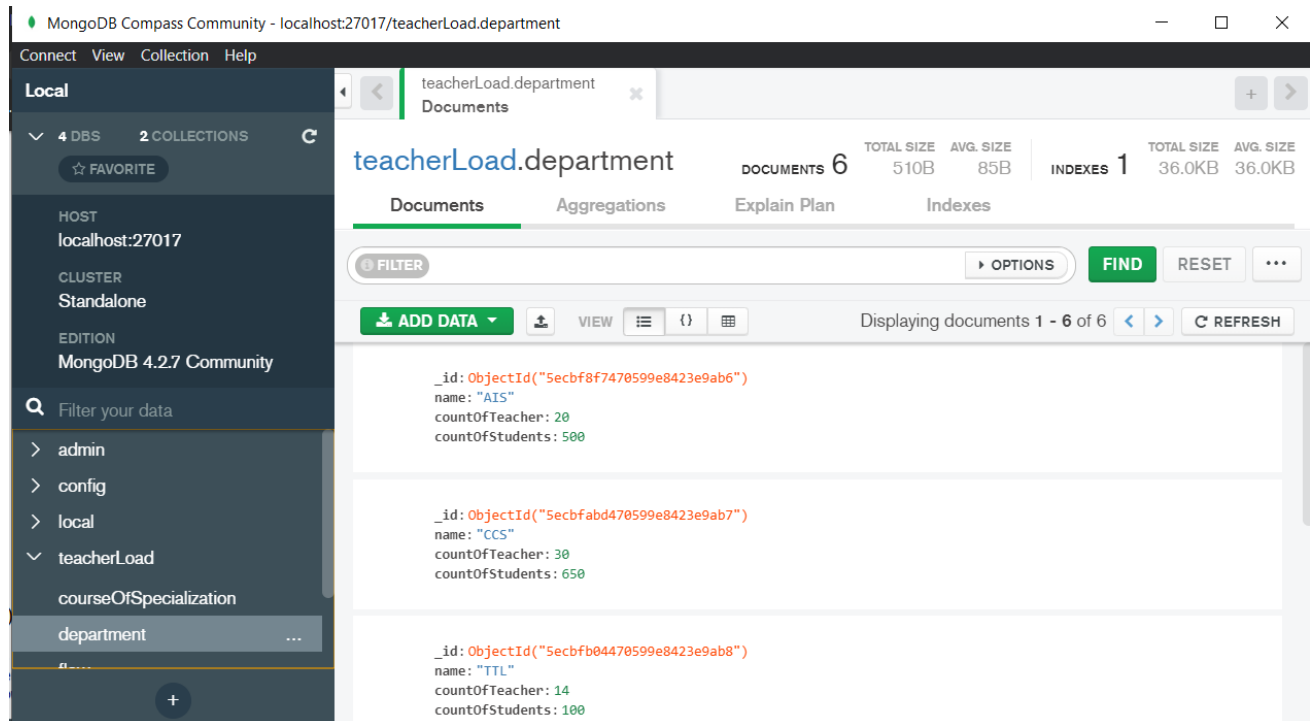 MongoDB Compass Community - localhost:27017/teacherLoad.department
Connect View Collection Help
Local
4 DBS 2 COLLECTIONS
☆ FAVORITE
HOST
localhost:27017
CLUSTER
Standalone
EDITION
MongoDB 4.2.7 Community
Filter your data
admin
config
local
teacherLoad
courseOfSpecialization
department ...
+
teacherLoad.department
Documents
+
teacherLoad.department
DOCUMENTS 6
TOTAL SIZE AVG. SIZE
510B 85B
INDEXES 1
TOTAL SIZE AVG. SIZE
36.0KB 36.0KB
Documents Aggregations Explain Plan Indexes
FILTER OPTIONS FIND RESET ...
ADD DATA VIEW {} Displaying documents 1 - 6 of 6 < > REFRESH
_id: ObjectId("5ecbf8f7470599e8423e9ab6")
name: "AIS"
countOfTeacher: 20
countOfStudents: 500
_id: ObjectId("5ecbfabd470599e8423e9ab7")
name: "CCS"
countOfTeacher: 30
countOfStudents: 650
_id: ObjectId("5ecbfb04470599e8423e9ab8")
name: "TTL"
countOfTeacher: 14
countOfStudents: 100